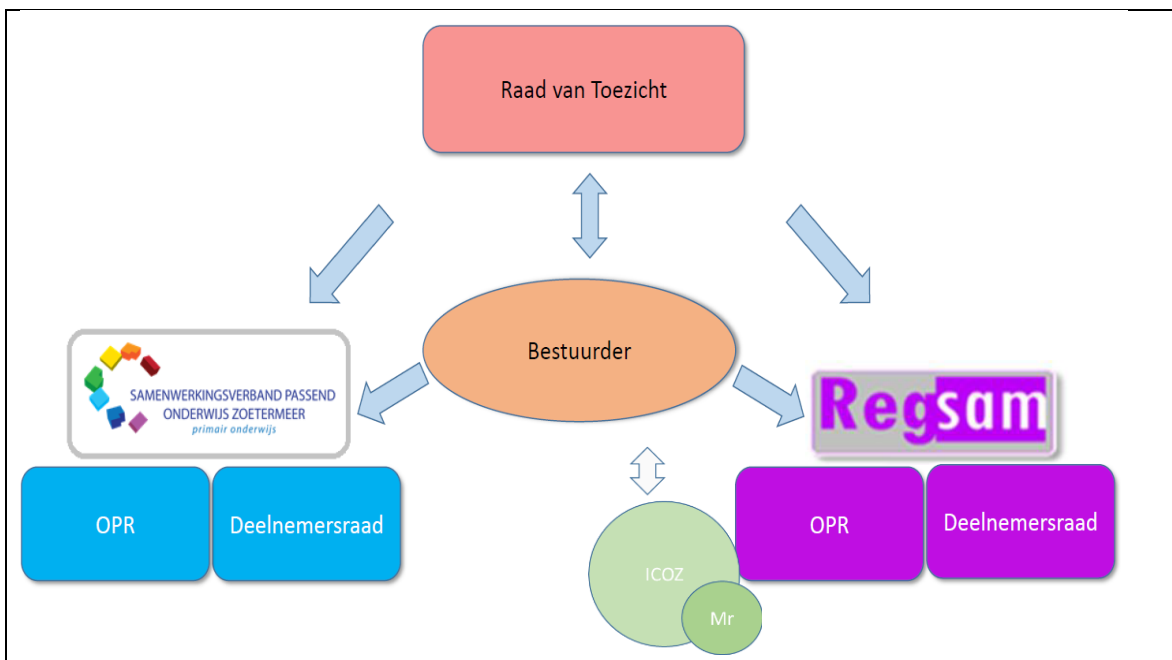 Raad van Toezicht
Bestuurder
SAMENWERKINGSVERBAND PASSEND
ONDERWIJS ZOETERMEER
primair onderwijs
Regsam
OPR
Deelnemersraad
ICOZ
Mr
OPR
Deelnemersraad